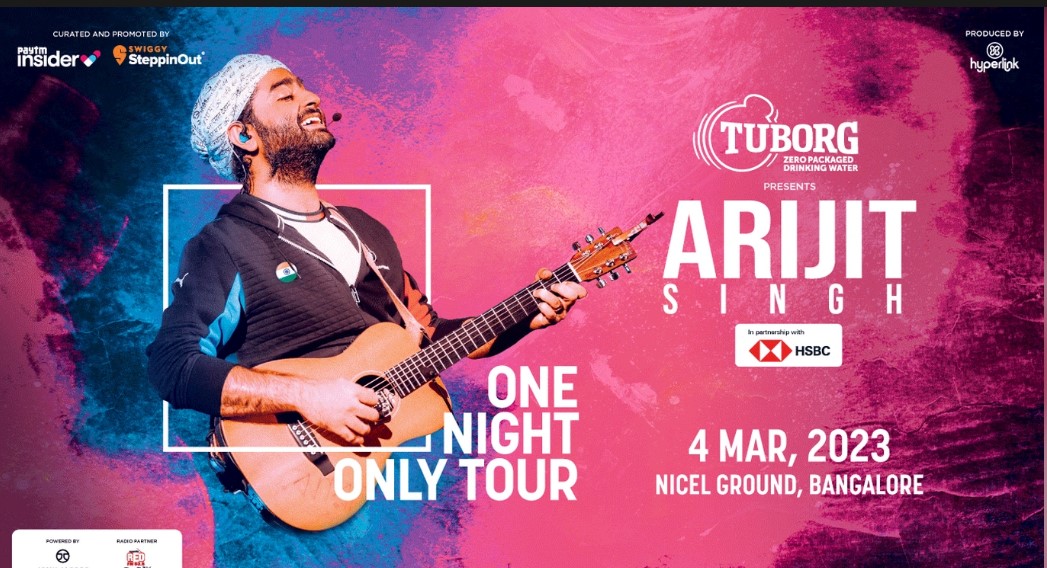 CURATED AND PROMOTED BY
paytm
insider
SWIGGY
SteppinOut
PRODUCED BY
hyperlink
TUBORG
ZERO PACKAGED
DRINKING WATER
PRESENTS
ARIJIT
SINGH
In partnership with
HSBC
ONE
NIGHT
ONLY TOUR
4 MAR, 2023
NICEL GROUND, BANGALORE
POWERED BY
RADIO PARTNER
RED